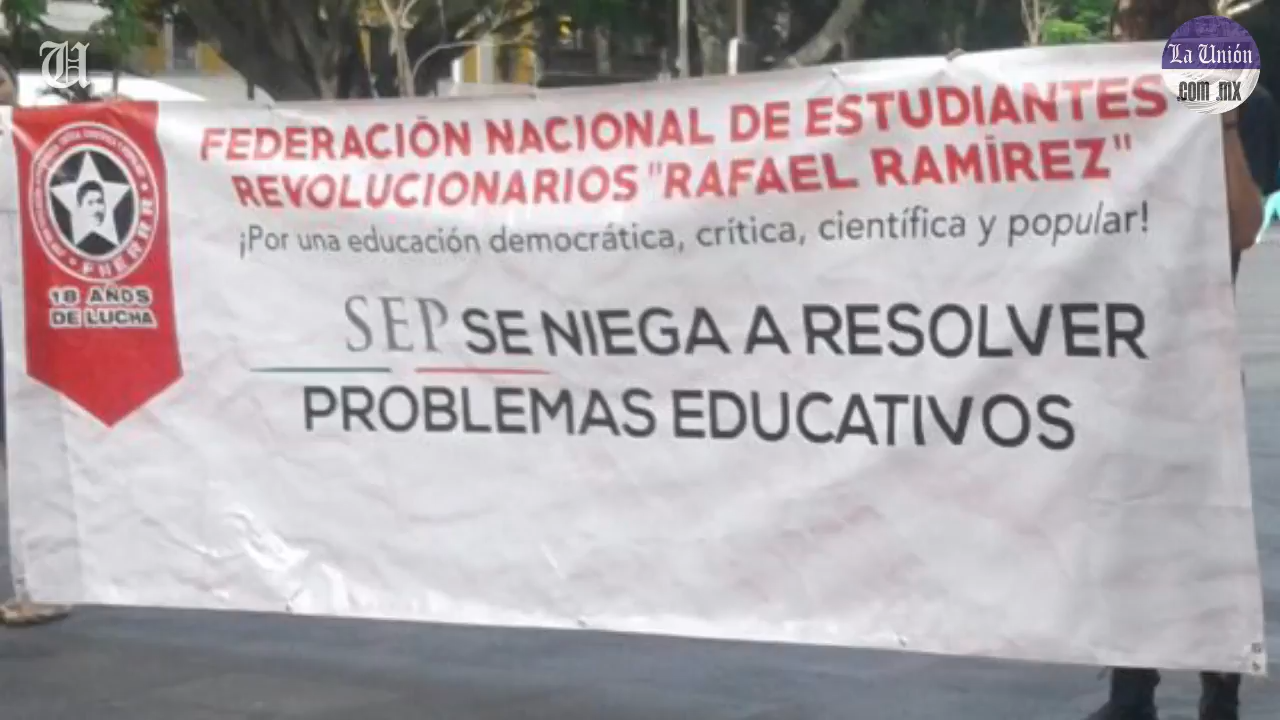 U
La Unión
.com.mx
FEDERACIÓN NACIONAL DE ESTUDIANTES
REVOLUCIONARIOS "RAFAEL RAMÍREZ"
¡Por una educación democrática, crítica, científica y popular!
18 AÑOS
DE LUCHA
SEP SE NIEGA A RESOLVER
PROBLEMAS EDUCATIVOS